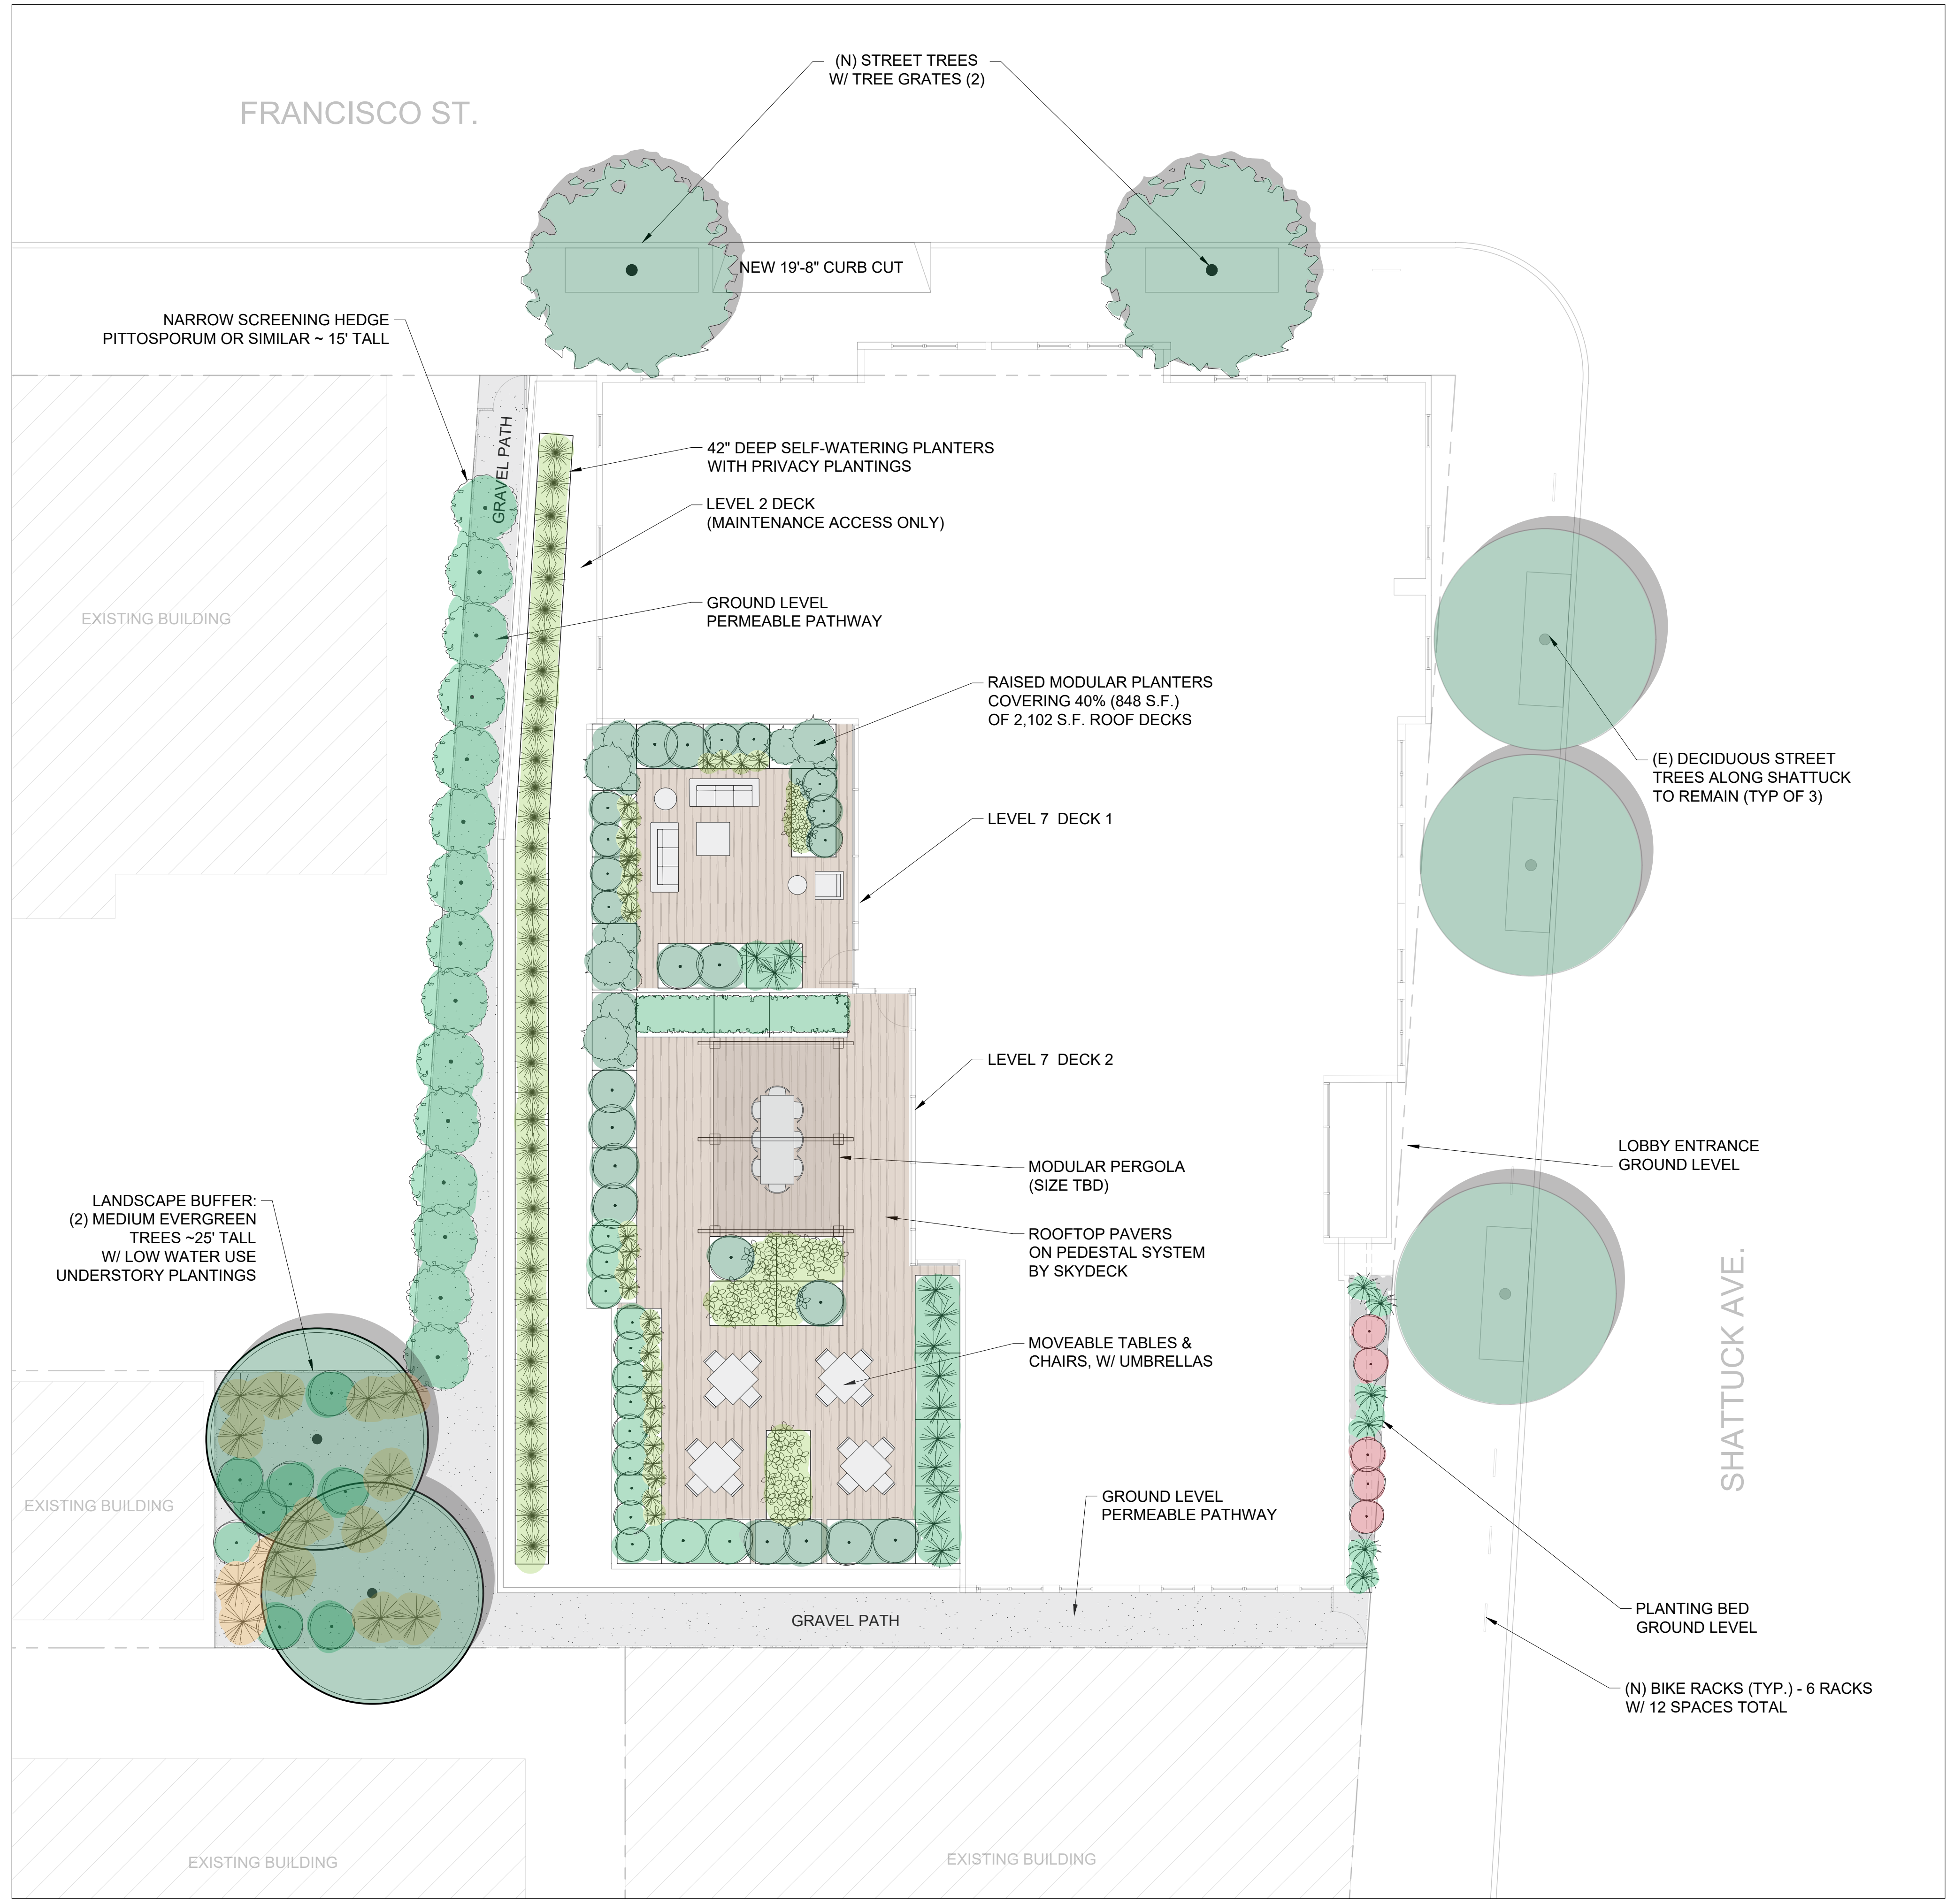 (N) STREET TREES
W/ TREE GRATES (2)
FRANCISCO ST.
NEW 19'-8" CURB CUT
NARROW SCREENING HEDGE
PITTOSPORUM OR SIMILAR ~ 15' TALL
GRAVEL PATH
42" DEEP SELF-WATERING PLANTERS
WITH PRIVACY PLANTINGS
LEVEL 2 DECK
(MAINTENANCE ACCESS ONLY)
EXISTING BUILDING
GROUND LEVEL
PERMEABLE PATHWAY
RAISED MODULAR PLANTERS
COVERING 40% (848 S.F.)
OF 2,102 S.F. ROOF DECKS
(E) DECIDUOUS STREET
TREES ALONG SHATTUCK
TO REMAIN (TYP OF 3)
LEVEL 7  DECK 1
LEVEL 7  DECK 2
LOBBY ENTRANCE
GROUND LEVEL
MODULAR PERGOLA
(SIZE TBD)
LANDSCAPE BUFFER:
(2) MEDIUM EVERGREEN
TREES ~25' TALL
W/ LOW WATER USE
UNDERSTORY PLANTINGS
ROOFTOP PAVERS
ON PEDESTAL SYSTEM
BY SKYDECK
SHATTUCK AVE.
MOVEABLE TABLES &
CHAIRS, W/ UMBRELLAS
EXISTING BUILDING
GROUND LEVEL
PERMEABLE PATHWAY
GRAVEL PATH
PLANTING BED
GROUND LEVEL
(N) BIKE RACKS (TYP.) - 6 RACKS
W/ 12 SPACES TOTAL
EXISTING BUILDING
EXISTING BUILDING